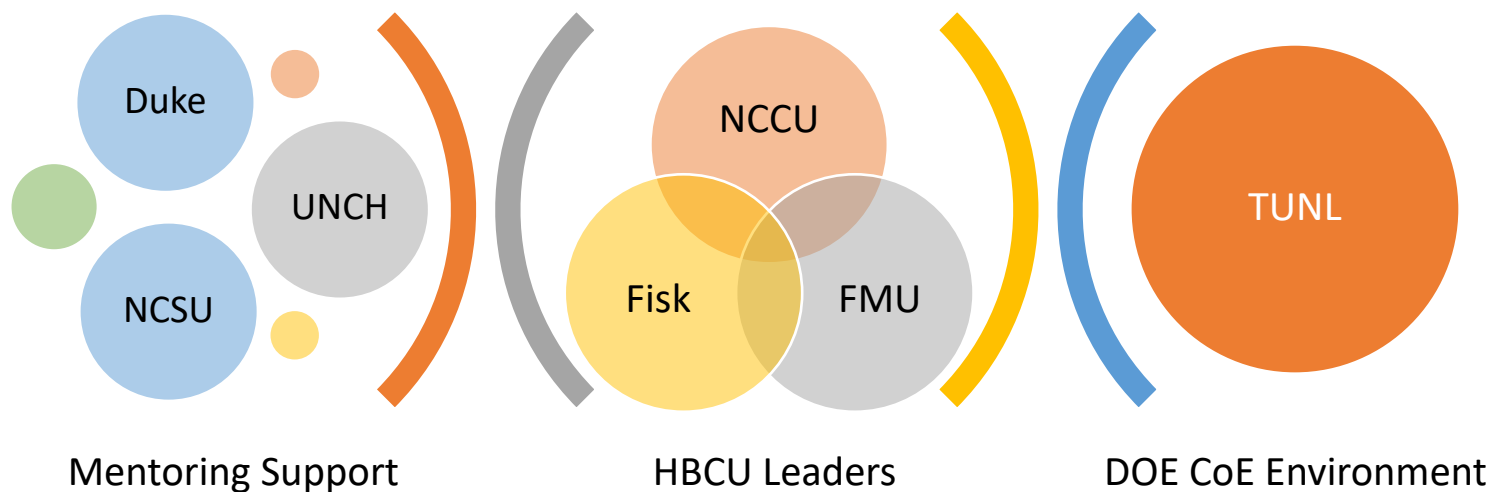 Duke
UNCH
NCSU
Mentoring Support
NCCU
Fisk
FMU
HBCU Leaders
TUNL
DOE CoE Environment